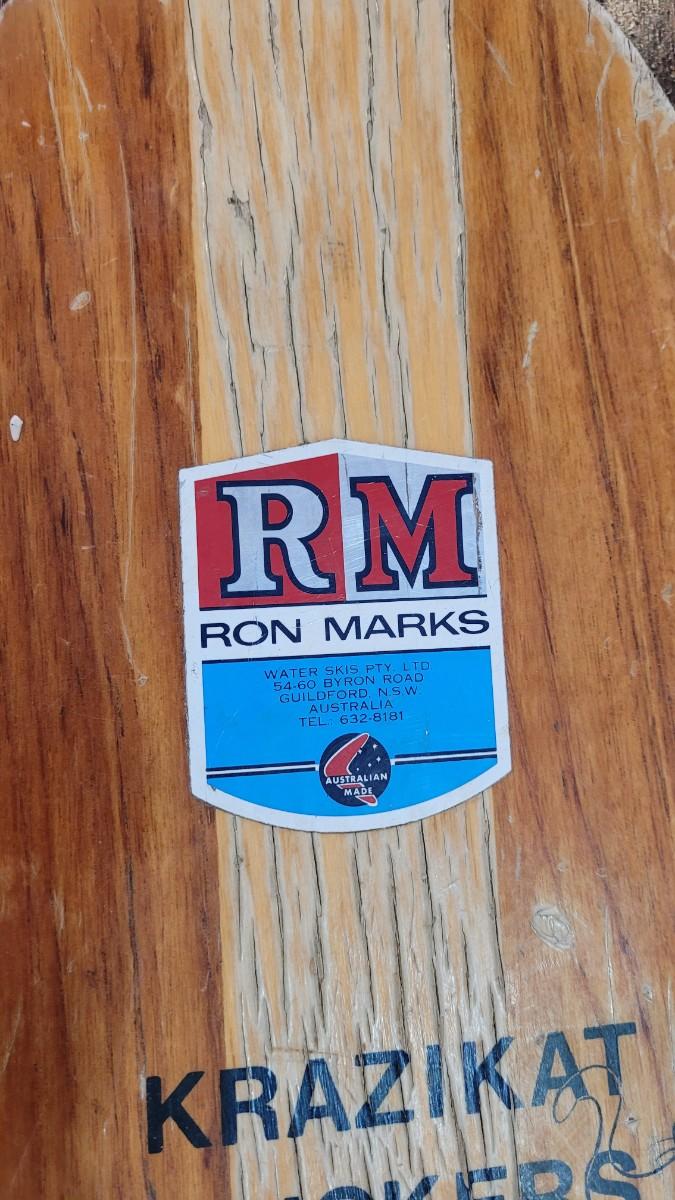 RM
RON MARKS
WATER SKIS PTY. LTD.
54-60 BYRON ROAD
GUILDFORD, N.S.W.
AUSTRALIA
TEL.: 632-8181
AUSTRALIAN
MADE
KRAZIKAT